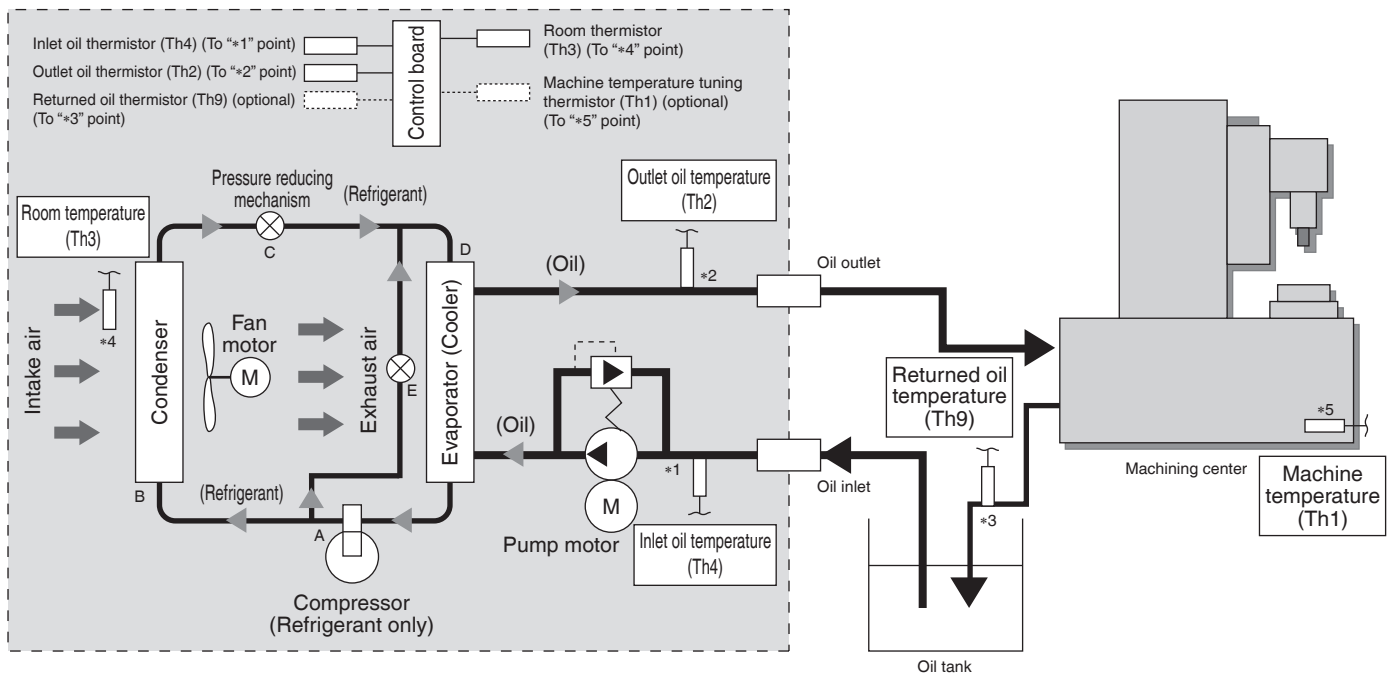 Inlet oil thermistor (Th4) (To “*1” point)
Outlet oil thermistor (Th2) (To “*2” point)
Returned oil thermistor (Th9) (optional)
(To “*3” point)
Control board
Room thermistor
(Th3) (To “*4” point)
Machine temperature tuning
thermistor (Th1) (optional)
(To “*5” point)
Room temperature
(Th3)
Pressure reducing
mechanism
(Refrigerant)
C
D
Outlet oil temperature
(Th2)
*2
(Oil)
Oil outlet
Intake air
*4
Condenser
Fan
motor
M
Exhaust air
E
Evaporator (Cooler)
(Oil)
*1
Oil inlet
B
(Refrigerant)
A
M
Pump motor
Inlet oil temperature
(Th4)
Compressor
(Refrigerant only)
Returned oil
temperature
(Th9)
*3
Oil tank
*5
Machining center
Machine
temperature
(Th1)